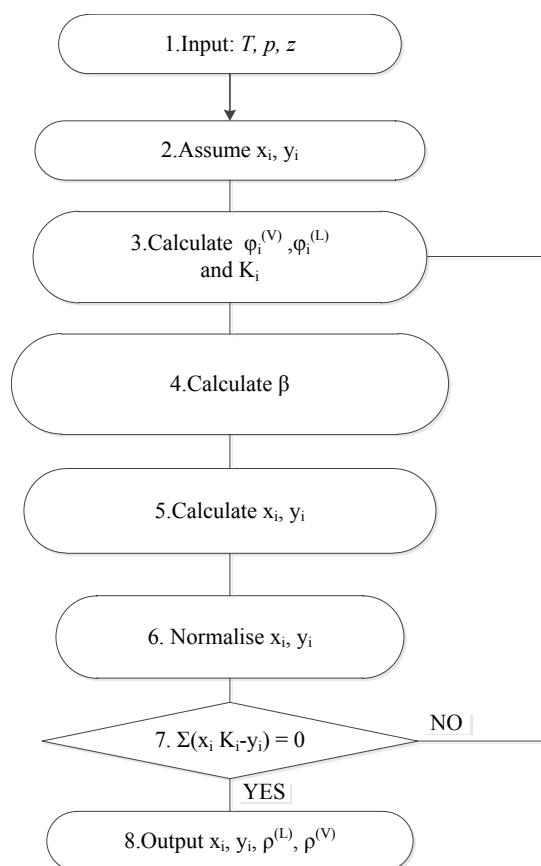 1.Input: T, p, z
2.Assume xᵢ, yᵢ
3.Calculate φᵢ⁽ⱽ⁾ ,φᵢ⁽ᴸ⁾
and Kᵢ
4.Calculate β
5.Calculate xᵢ, yᵢ
6. Normalise xᵢ, yᵢ
7. Σ(xᵢ Kᵢ-yᵢ) = 0
NO
YES
8.Output xᵢ, yᵢ, ρ⁽ᴸ⁾, ρ⁽ⱽ⁾